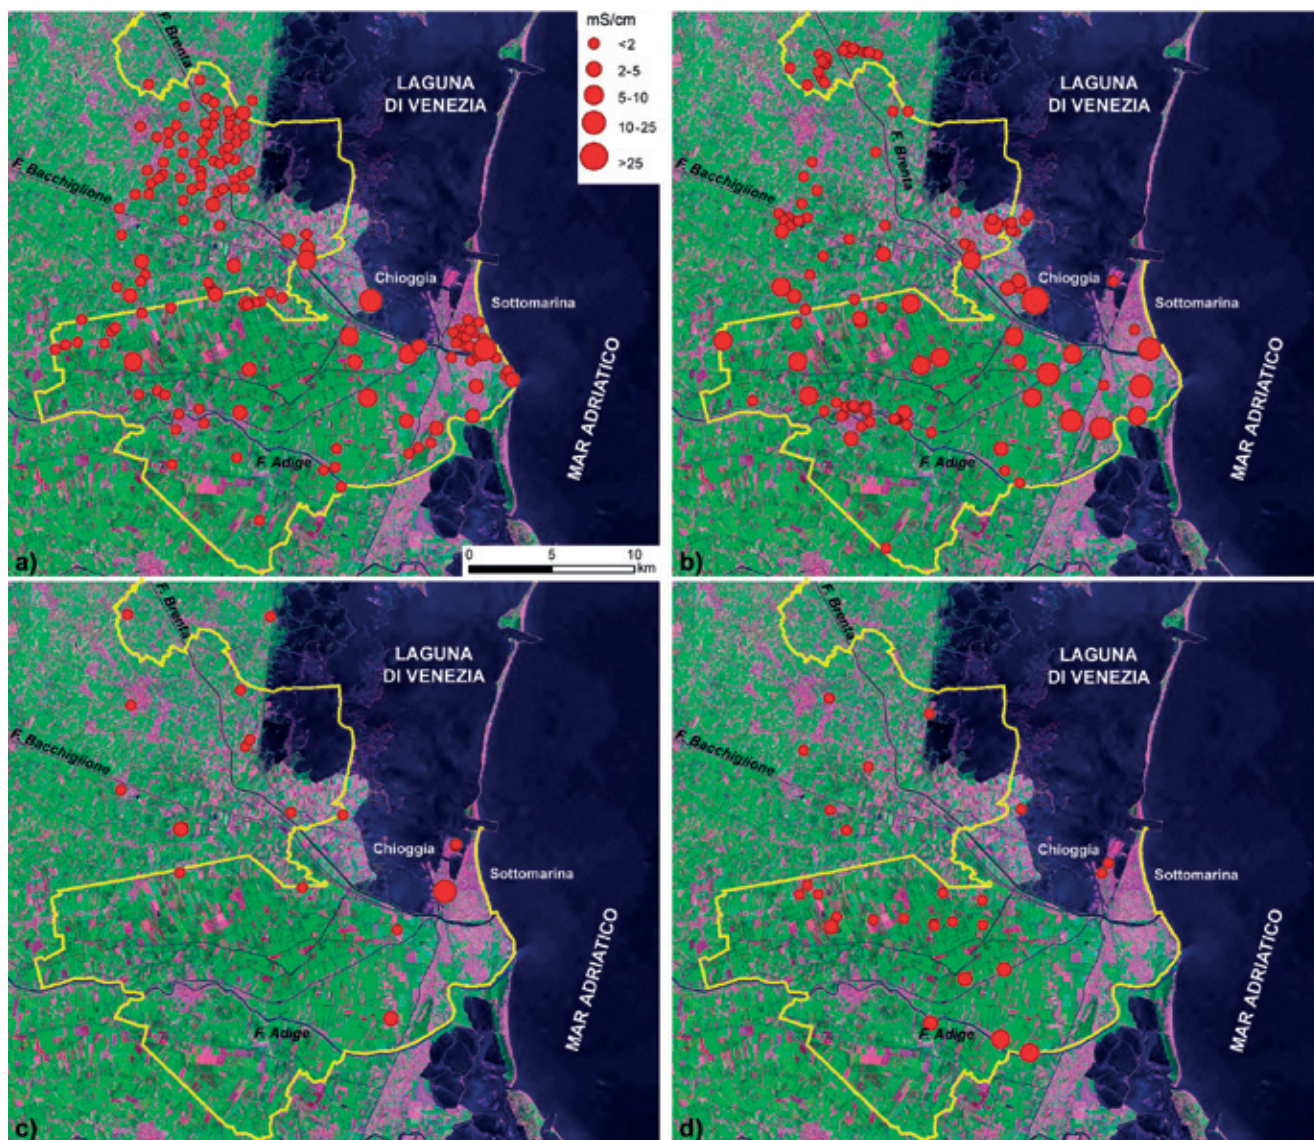 mS/cm
<2
2-5
5-10
10-25
>25
F. Brenta
LAGUNA
DI VENEZIA
F. Bacchiglione
Chioggia
Sottomarina
MAR ADRIATICO
F. Adige
a)
0 5 10
km
LAGUNA
DI VENEZIA
F. Brenta
F. Bacchiglione
Chioggia
Sottomarina
MAR ADRIATICO
F. Adige
b)
F. Brenta
LAGUNA
DI VENEZIA
F. Bacchiglione
Chioggia
Sottomarina
MAR ADRIATICO
F. Adige
c)
F. Brenta
LAGUNA
DI VENEZIA
F. Bacchiglione
Chioggia
Sottomarina
MAR ADRIATICO
F. Adige
d)